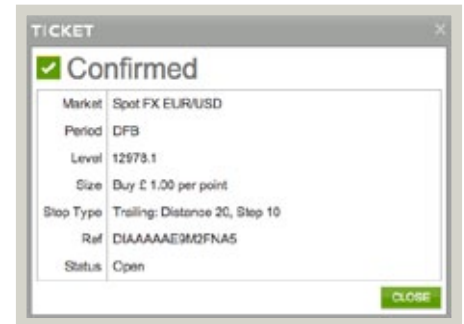 TICKET
Confirmed
Market Spot FX EUR/USD
Period DFB
Level 12973.1
Size Buy £ 1.00 per point
Stop Type Trailing: Distance 20, Step 10
Ref DIAAAAAE9M2FNA5
Status Open
CLOSE